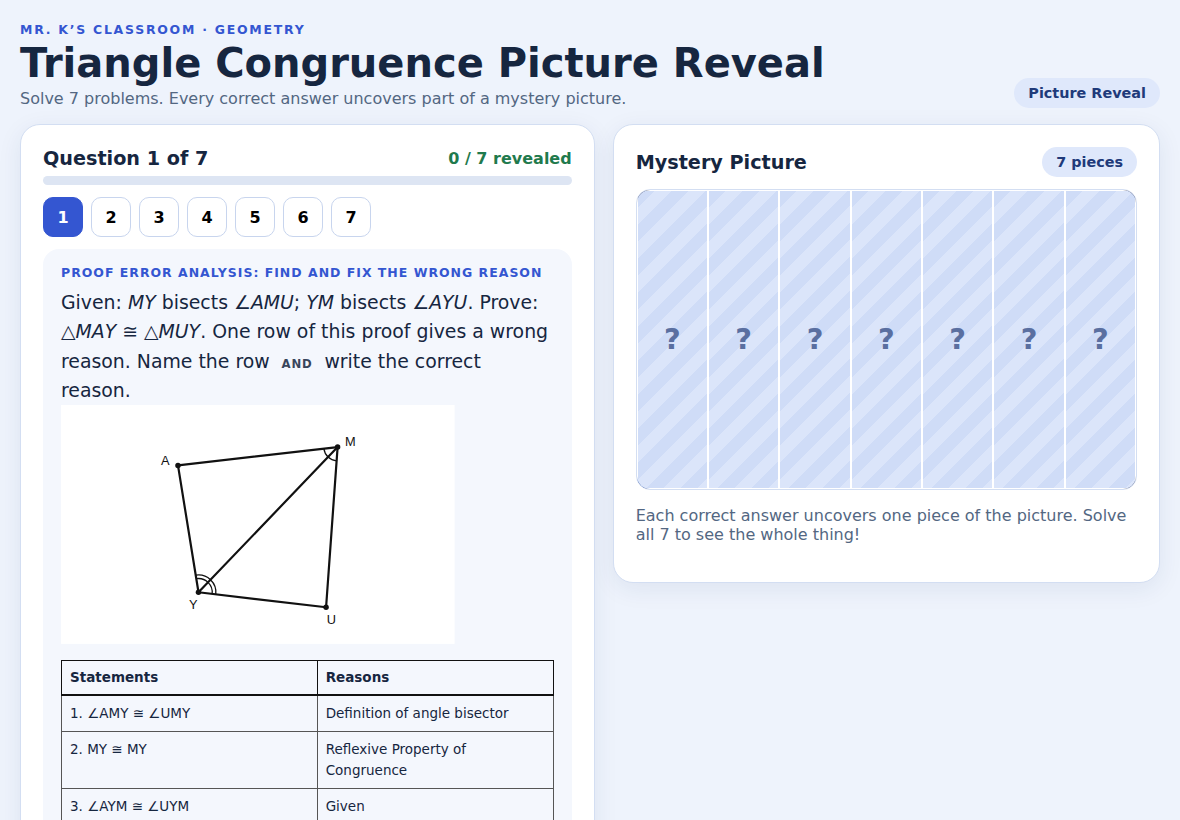 MR. K’S CLASSROOM · GEOMETRY
Triangle Congruence Picture Reveal
Solve 7 problems. Every correct answer uncovers part of a mystery picture.
Picture Reveal
Question 1 of 7
0 / 7 revealed
1 2 3 4 5 6 7
PROOF ERROR ANALYSIS: FIND AND FIX THE WRONG REASON
Given: MY bisects ∠AMU; YM bisects ∠AYU. Prove:
△MAY ≅ △MUY. One row of this proof gives a wrong
reason. Name the row AND write the correct
reason.
M
A
Y
U
Statements Reasons
1. ∠AMY ≅ ∠UMY Definition of angle bisector
2. MY ≅ MY Reflexive Property of
Congruence
3. ∠AYM ≅ ∠UYM Given
Mystery Picture
7 pieces
? ? ? ? ? ? ?
Each correct answer uncovers one piece of the picture. Solve
all 7 to see the whole thing!